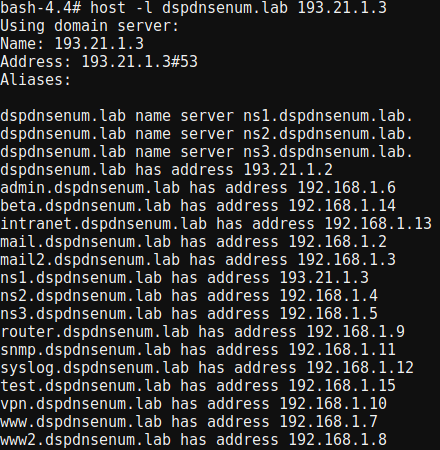 bash-4.4# host -l dspdnsenum.lab 193.21.1.3
Using domain server:
Name: 193.21.1.3
Address: 193.21.1.3#53
Aliases:
dspdnsenum.lab name server ns1.dspdnsenum.lab.
dspdnsenum.lab name server ns2.dspdnsenum.lab.
dspdnsenum.lab name server ns3.dspdnsenum.lab.
dspdnsenum.lab has address 193.21.1.2
admin.dspdnsenum.lab has address 192.168.1.6
beta.dspdnsenum.lab has address 192.168.1.14
intranet.dspdnsenum.lab has address 192.168.1.13
mail.dspdnsenum.lab has address 192.168.1.2
mail2.dspdnsenum.lab has address 192.168.1.3
ns1.dspdnsenum.lab has address 193.21.1.3
ns2.dspdnsenum.lab has address 192.168.1.4
ns3.dspdnsenum.lab has address 192.168.1.5
router.dspdnsenum.lab has address 192.168.1.9
snmp.dspdnsenum.lab has address 192.168.1.11
syslog.dspdnsenum.lab has address 192.168.1.12
test.dspdnsenum.lab has address 192.168.1.15
vpn.dspdnsenum.lab has address 192.168.1.10
www.dspdnsenum.lab has address 192.168.1.7
www2.dspdnsenum.lab has address 192.168.1.8